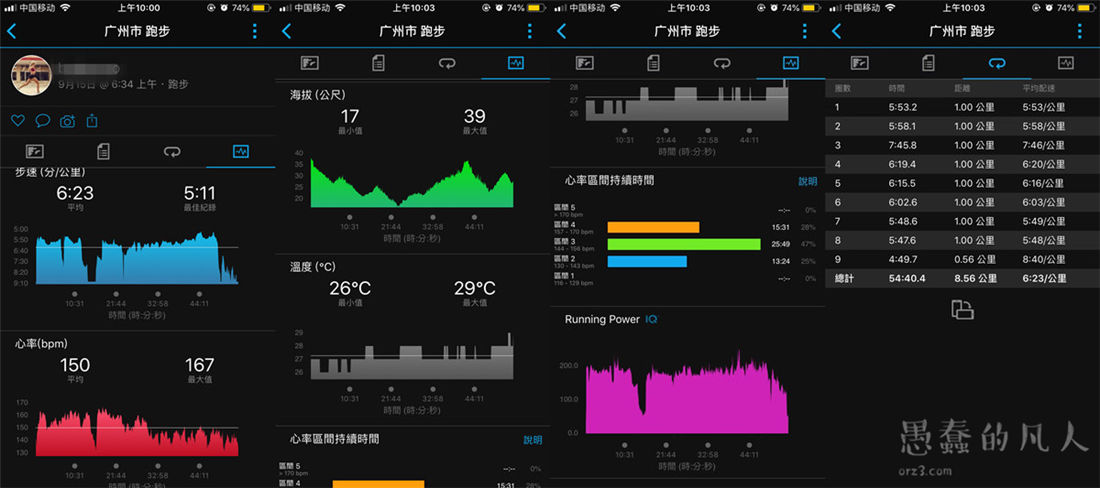 中国移动 上午10:00 74%
广州市 跑步
9月16日 @ 6:34 上午 · 跑步
步速 (分/公里)
6:23 5:11
平均 最佳紀錄
5:00
5:50
6:40
7:30
8:20
9:10
10:31 21:44 32:58 44:11
時間 (時:分:秒)
心率(bpm)
150 167
平均 最大值
170
160
150
140
130
10:31 21:44 32:58 44:11
中国移动 上午10:03 74%
广州市 跑步
海拔 (公尺)
17 39
最小值 最大值
40
35
30
25
20
10:31 21:44 32:58 44:11
時間 (時:分:秒)
溫度 (°C)
26°C 29°C
最小值 最大值
29
28
27
26
10:31 21:44 32:58 44:11
時間 (時:分:秒)
心率區間持續時間 說明
區間 5
> 170 bpm --:-- 0%
區間 4 15:31 28%
中国移动 上午10:03 74%
广州市 跑步
28
27
26
10:31 21:44 32:58 44:11
時間 (時:分:秒)
心率區間持續時間 說明
區間 5
> 170 bpm --:-- 0%
區間 4
157 - 170 bpm 15:31 28%
區間 3
144 - 156 bpm 25:49 47%
區間 2
130 - 143 bpm 13:24 25%
區間 1
116 - 129 bpm --:-- 0%
Running Power IQ
200.0
100.0
0.0
10:31 21:44 32:58 44:11
時間 (時:分:秒)
中国移动 上午10:03 74%
广州市 跑步
圈數 時間 距離 平均配速
1 5:53.2 1.00 公里 5:53/公里
2 5:58.1 1.00 公里 5:58/公里
3 7:45.8 1.00 公里 7:46/公里
4 6:19.4 1.00 公里 6:20/公里
5 6:15.5 1.00 公里 6:16/公里
6 6:02.6 1.00 公里 6:03/公里
7 5:48.6 1.00 公里 5:49/公里
8 5:47.6 1.00 公里 5:48/公里
9 4:49.7 0.56 公里 8:40/公里
總計 54:40.4 8.56 公里 6:23/公里
愚蠢的凡人
orz3.com